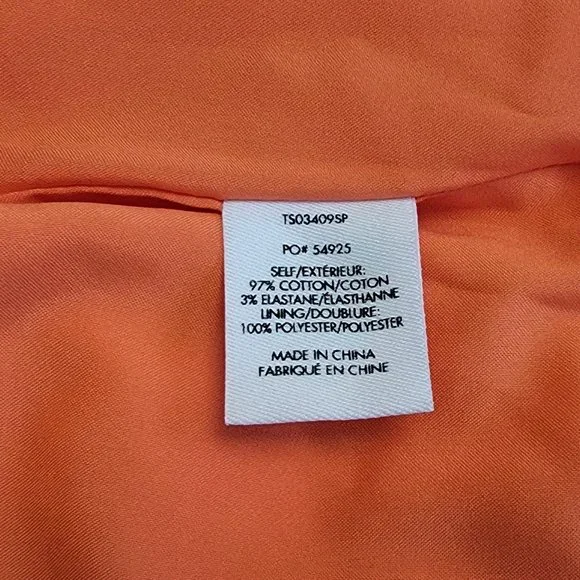 TS03409SP
PO# 54925
SELF/EXTÉRIEUR:
97% COTTON/COTON
3% ELASTANE/ÉLASTHANNE
LINING/DOUBLURE:
100% POLYESTER/POLYESTER
MADE IN CHINA
FABRIQUÉ EN CHINE